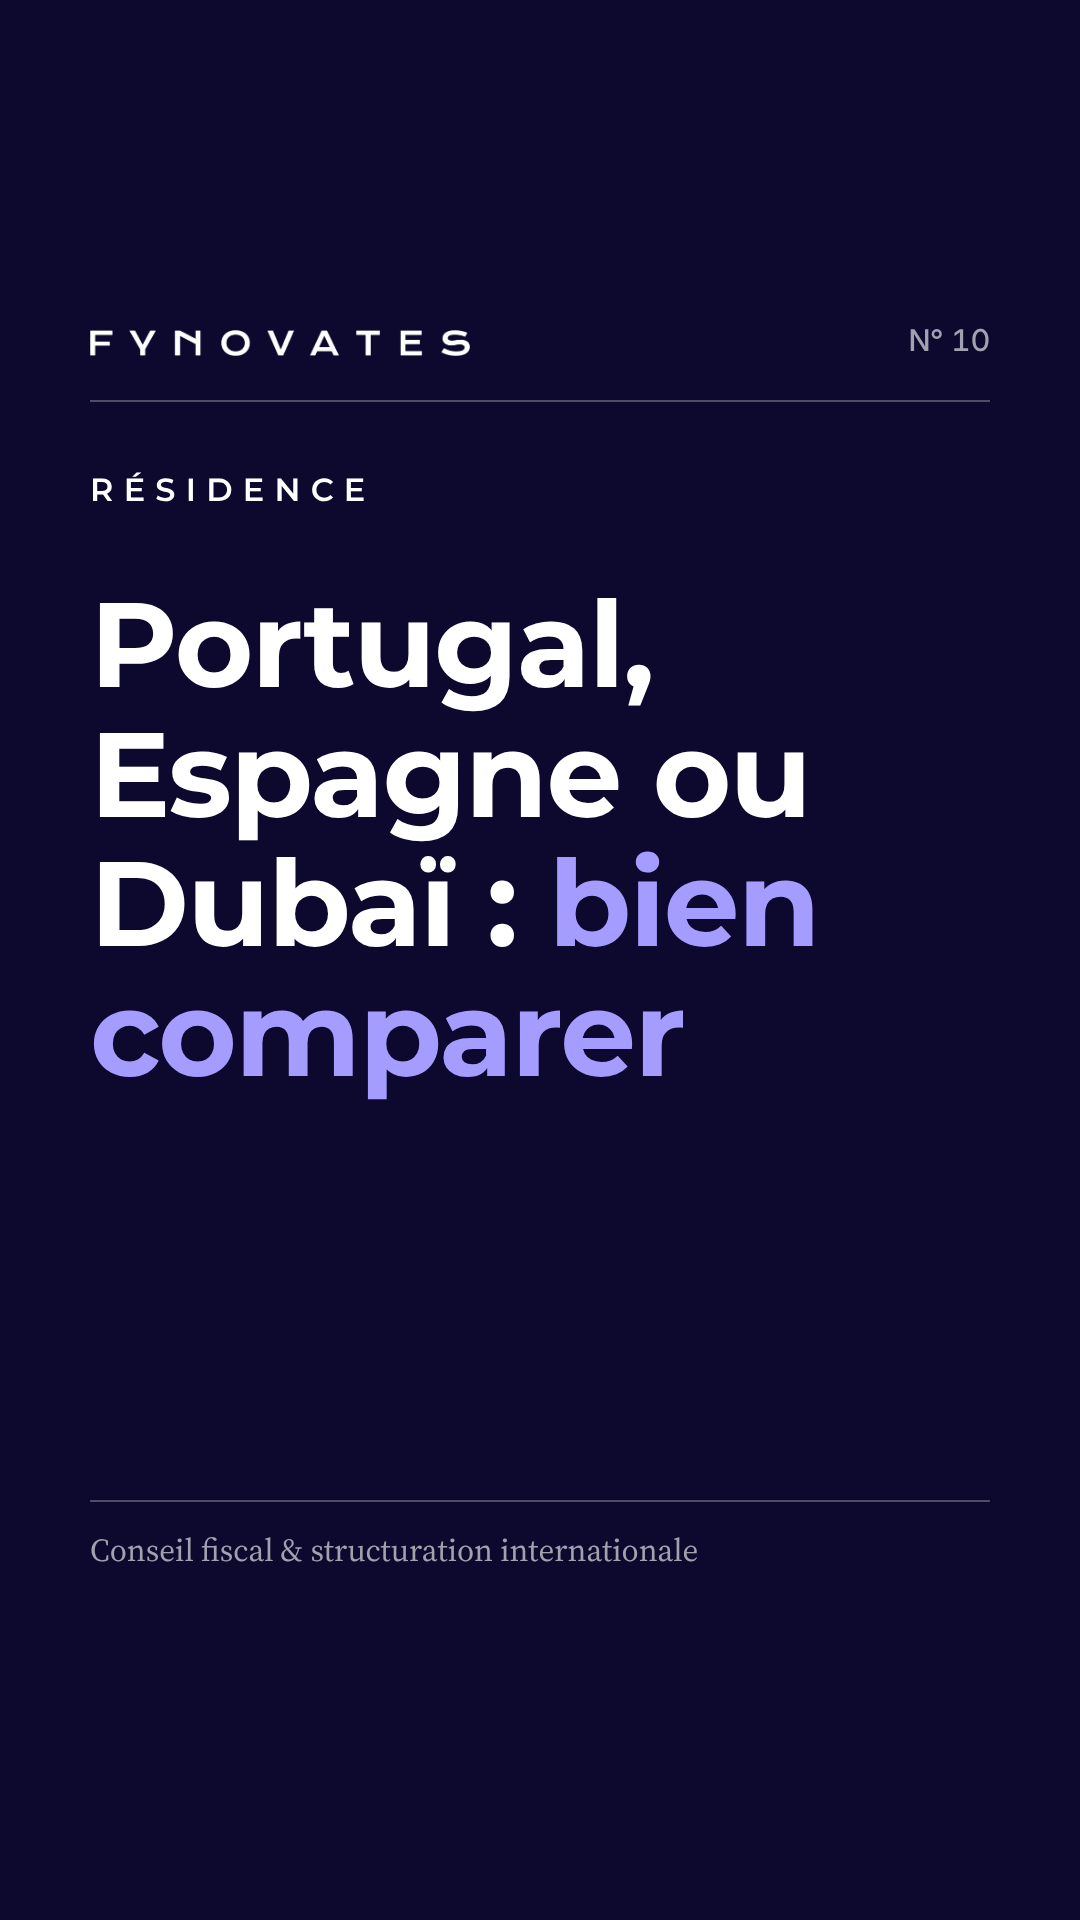 FYNOVATES
N° 10
RÉSIDENCE
Portugal,
Espagne ou
Dubaï : bien
comparer
Conseil fiscal & structuration internationale